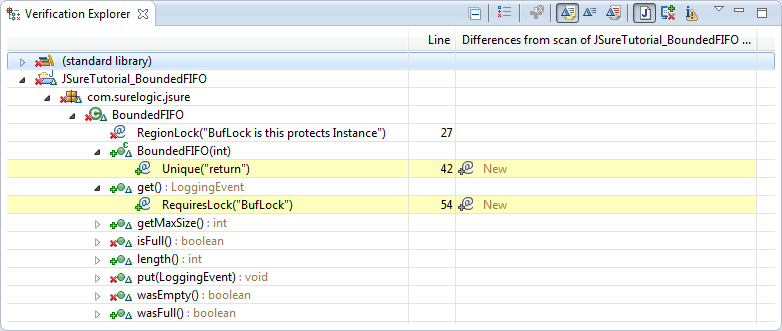 Verification Explorer
Line Differences from scan of JSureTutorial_BoundedFIFO ...
(standard library)
JSureTutorial_BoundedFIFO
com.surelogic.jsure
BoundedFIFO
RegionLock("BufLock is this protects Instance") 27
BoundedFIFO(int)
Unique("return") 42 New
get() : LoggingEvent
RequiresLock("BufLock") 54 New
getMaxSize() : int
isFull() : boolean
length() : int
put(LoggingEvent) : void
wasEmpty() : boolean
wasFull() : boolean